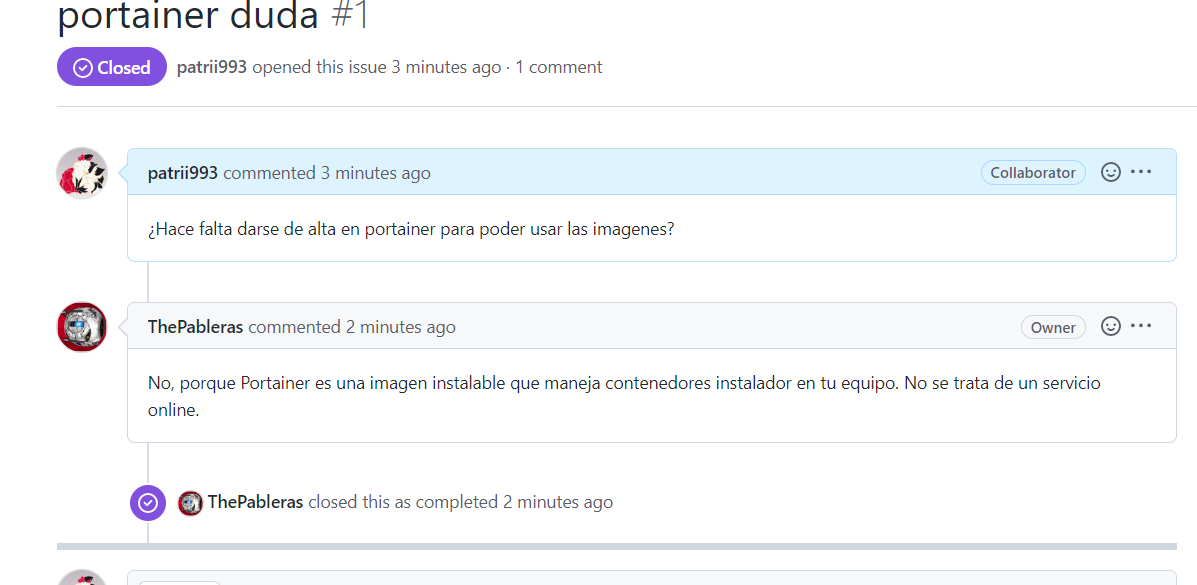 portainer duda #1
Closed patrii993 opened this issue 3 minutes ago · 1 comment
patrii993 commented 3 minutes ago Collaborator
¿Hace falta darse de alta en portainer para poder usar las imagenes?
ThePableras commented 2 minutes ago Owner
No, porque Portainer es una imagen instalable que maneja contenedores instalador en tu equipo. No se trata de un servicio
online.
ThePableras closed this as completed 2 minutes ago